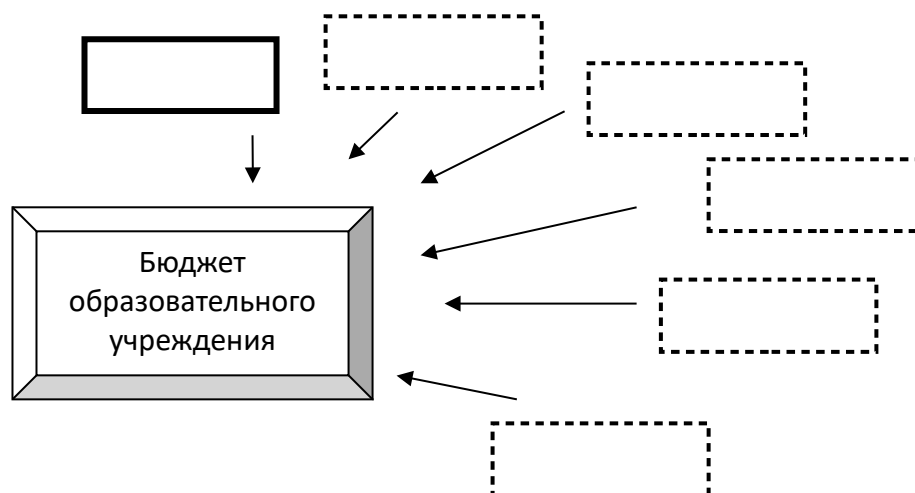 Бюджет
образовательного
учреждения